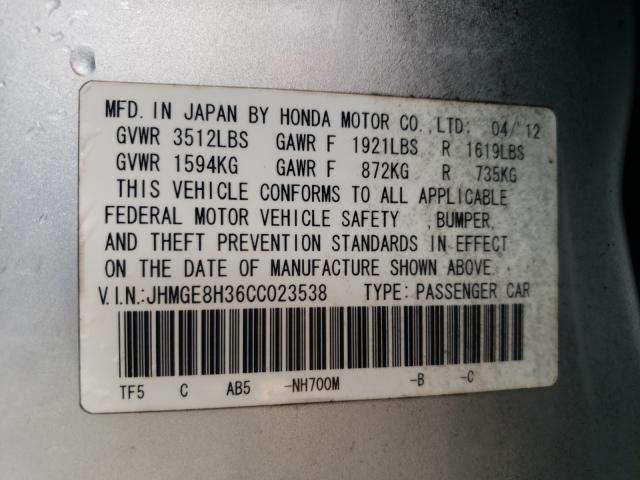 MFD. IN JAPAN BY HONDA MOTOR CO.,LTD: 04/'12
GVWR 3512LBS GAWR F 1921LBS R 1619LBS
GVWR 1594KG GAWR F 872KG R 735KG
THIS VEHICLE CONFORMS TO ALL APPLICABLE
FEDERAL MOTOR VEHICLE SAFETY ,BUMPER,
AND THEFT PREVENTION STANDARDS IN EFFECT
ON THE DATE OF MANUFACTURE SHOWN ABOVE.
V.I.N.:JHMGE8H36CC023538 TYPE: PASSENGER CAR
TF5 C AB5 -NH700M -B -C